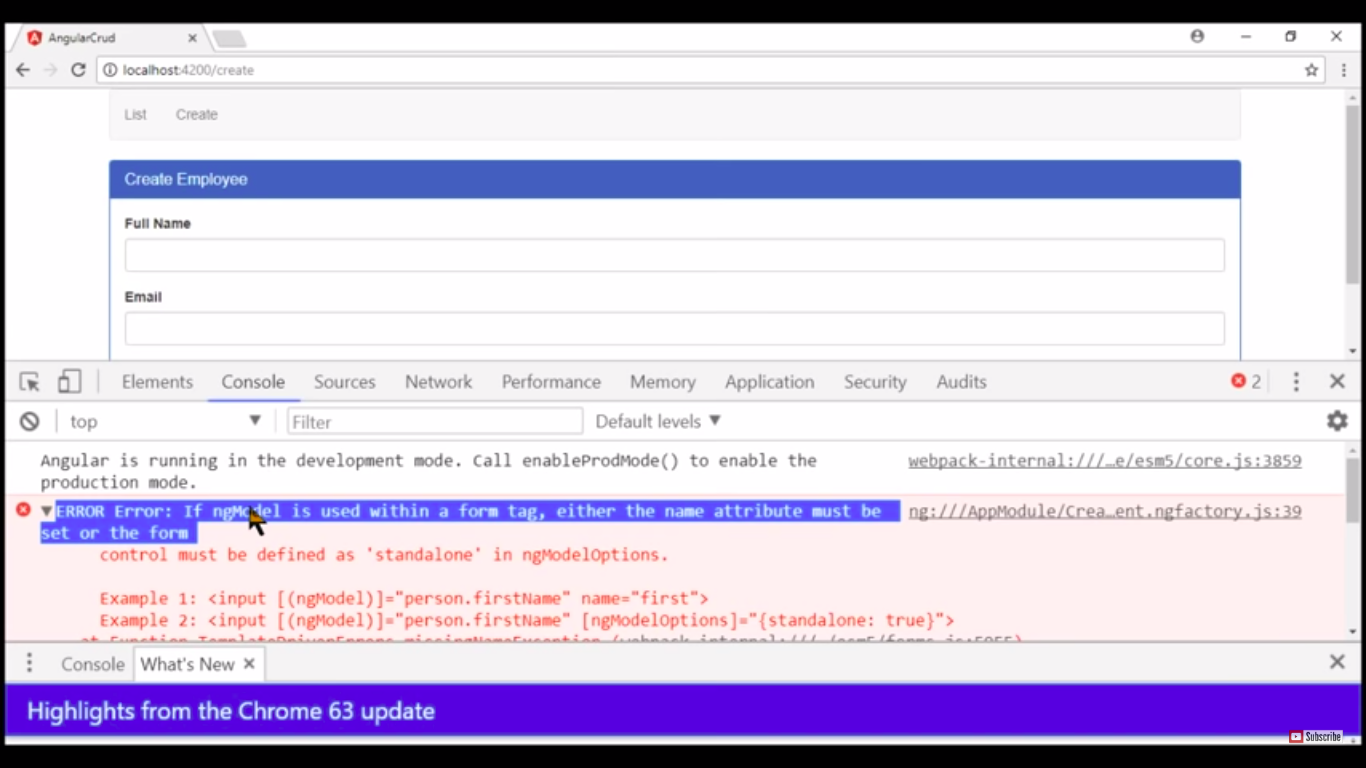 AngularCrud
localhost:4200/create
List Create
Create Employee
Full Name
Email
Elements Console Sources Network Performance Memory Application Security Audits 2
top Filter Default levels
Angular is running in the development mode. Call enableProdMode() to enable the webpack-internal:///…e/esm5/core.js:3859
production mode.
ERROR Error: If ngModel is used within a form tag, either the name attribute must be ng:///AppModule/Crea…ent.ngfactory.js:39
set or the form
control must be defined as 'standalone' in ngModelOptions.
Example 1: <input [(ngModel)]="person.firstName" name="first">
Example 2: <input [(ngModel)]="person.firstName" [ngModelOptions]="{standalone: true}">
at Function TemplateDrivenErrors missingNameException
Console What's New
Highlights from the Chrome 63 update
Subscribe